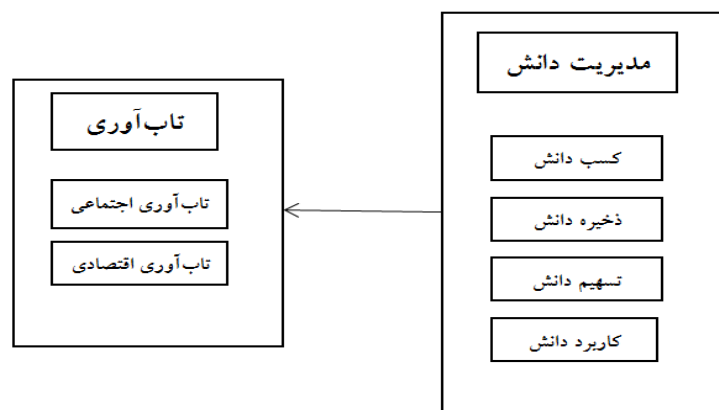 مدیریت دانش
کسب دانش
ذخیره دانش
تسهیم دانش
کاربرد دانش
تاب‌آوری
تاب‌آوری اجتماعی
تاب‌آوری اقتصادی